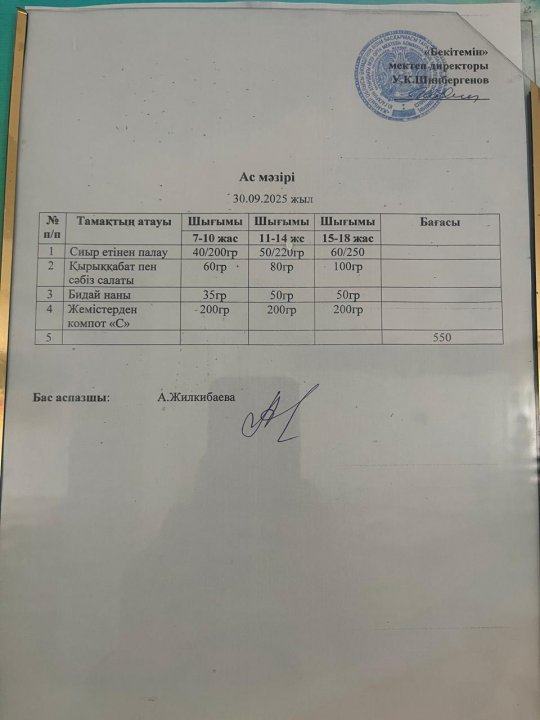 «Бекітемін»
мектеп директоры
У.К.Шинбергенов
Ас мәзірі
30.09.2025 жыл
№ п/п Тамақтың атауы Шығымы 7-10 жас Шығымы 11-14 жс Шығымы 15-18 жас Бағасы
1 Сиыр етінен палау 40/200гр 50/220гр 60/250
2 Қырыққабат пен сәбіз салаты 60гр 80гр 100гр
3 Бидай наны 35гр 50гр 50гр
4 Жемістерден компот «С» 200гр 200гр 200гр
5 550
Бас аспазшы: А.Жилкибаева